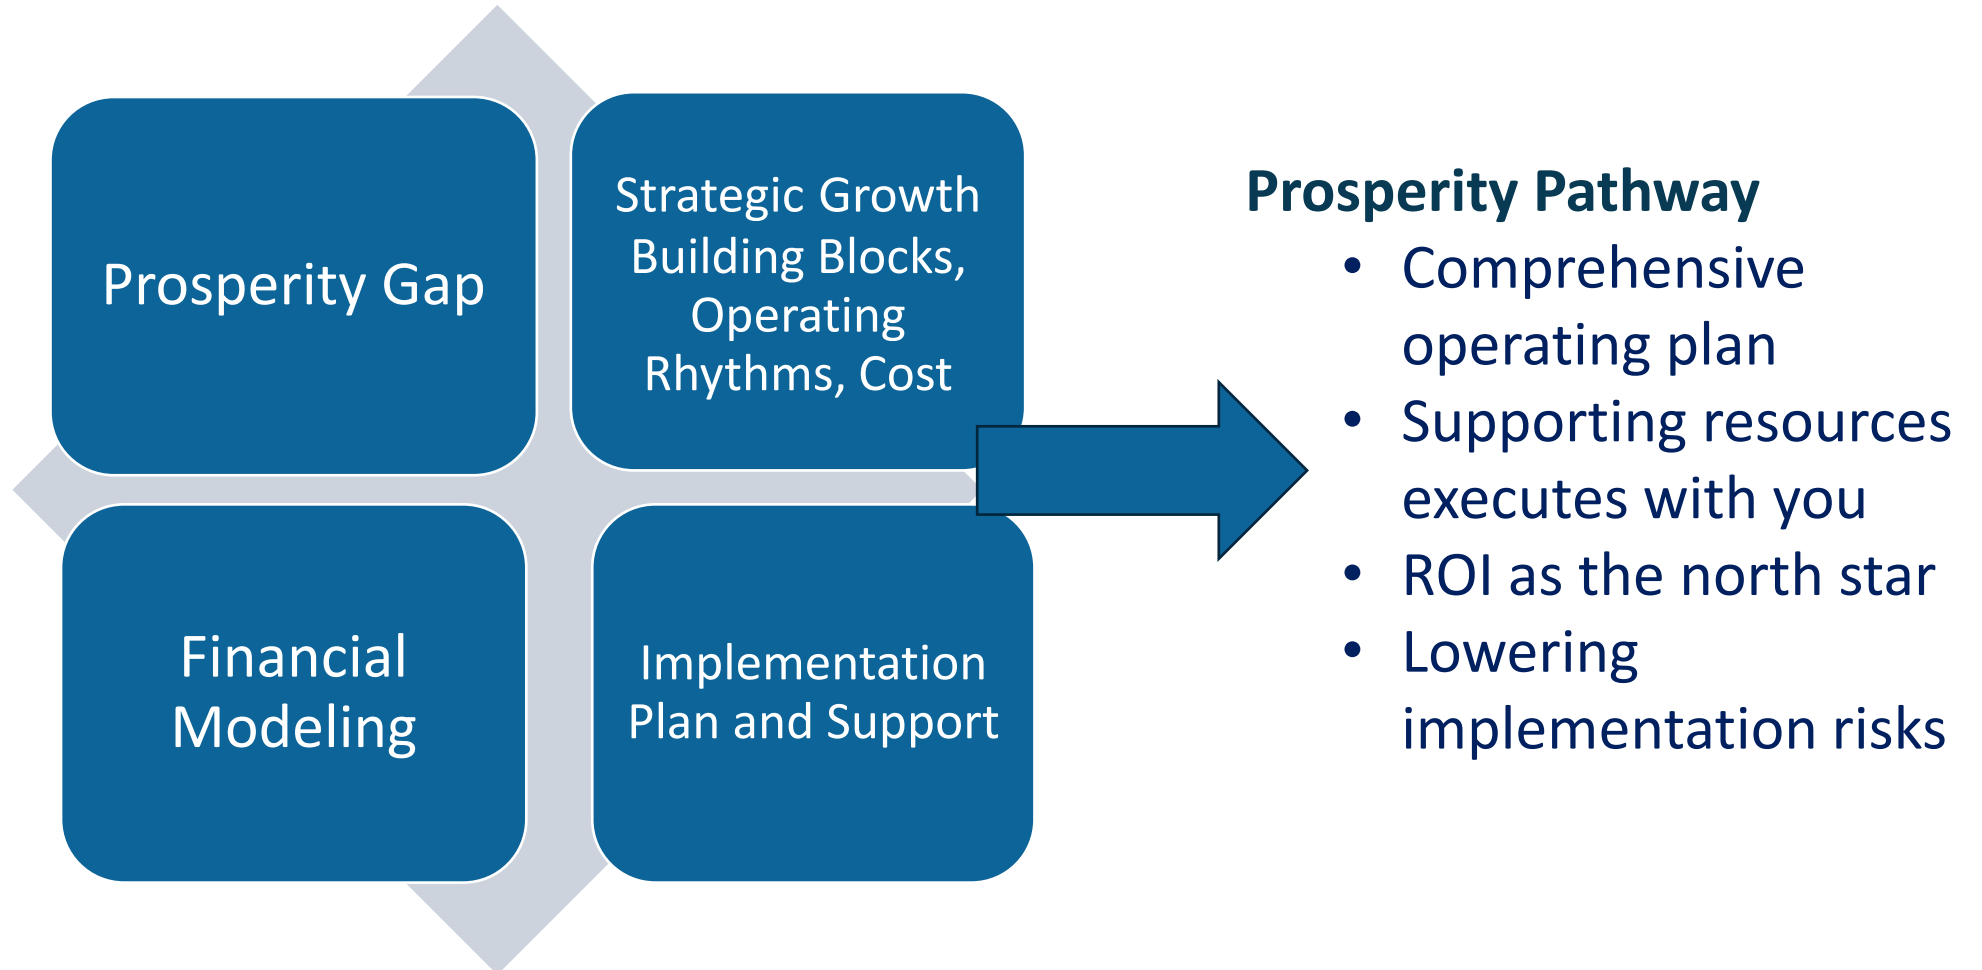 Prosperity Gap
Strategic Growth
Building Blocks,
Operating
Rhythms, Cost
Financial
Modeling
Implementation
Plan and Support
Prosperity Pathway
• Comprehensive
operating plan
• Supporting resources
executes with you
• ROI as the north star
• Lowering
implementation risks